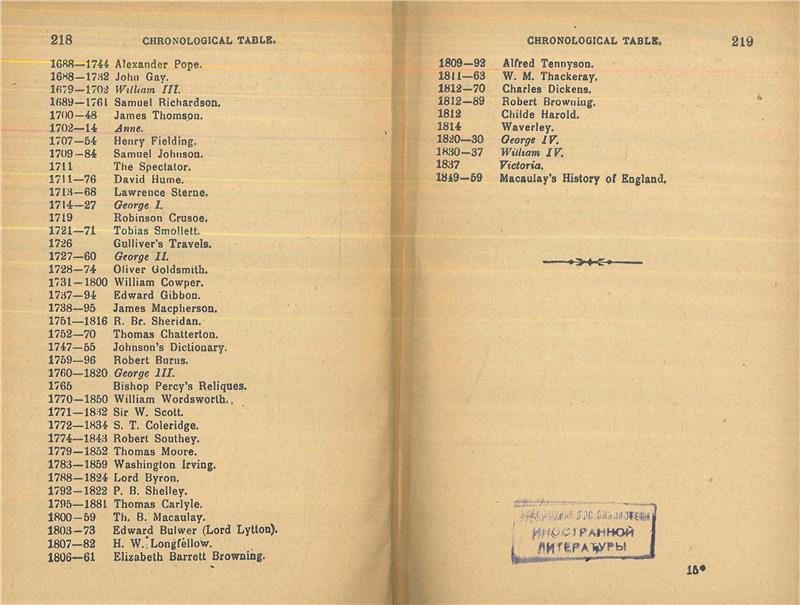 218 CHRONOLOGICAL TABLE.
1688—1744 Alexander Pope.
1688—1732 John Gay.
1679—1702 William III.
1689—1761 Samuel Richardson.
1700—48 James Thomson.
1702—14 Anne.
1707—54 Henry Fielding.
1709—84 Samuel Johnson.
1711 The Spectator.
1711—76 David Hume.
1713—68 Lawrence Sterne.
1714—27 George I.
1719 Robinson Crusoe.
1721—71 Tobias Smollett.
1726 Gulliver's Travels.
1727—60 George II.
1728—74 Oliver Goldsmith.
1731—1800 William Cowper.
1737—94 Edward Gibbon.
1738—95 James Macpherson.
1751—1816 R. Br. Sheridan.
1752—70 Thomas Chatterton.
1747—55 Johnson's Dictionary.
1759—96 Robert Burns.
1760—1820 George III.
1765 Bishop Percy's Reliques.
1770—1850 William Wordsworth.
1771—1832 Sir W. Scott.
1772—1834 S. T. Coleridge.
1774—1843 Robert Southey.
1779—1852 Thomas Moore.
1783—1859 Washington Irving.
1788—1824 Lord Byron.
1792—1822 P. B. Shelley.
1795—1881 Thomas Carlyle.
1800—59 Th. B. Macaulay.
1803—73 Edward Bulwer (Lord Lytton).
1807—82 H. W. Longfellow.
1806—61 Elizabeth Barrett Browning.
CHRONOLOGICAL TABLE. 219
1809—92 Alfred Tennyson.
1811—63 W. M. Thackeray.
1812—70 Charles Dickens.
1812—89 Robert Browning.
1812 Childe Harold.
1814 Waverley.
1820—30 George IV.
1830—37 William IV.
1837 Victoria.
1849—59 Macaulay's History of England.
ИНОСТРАННОЙ
ЛИТЕРАТУРЫ
15*